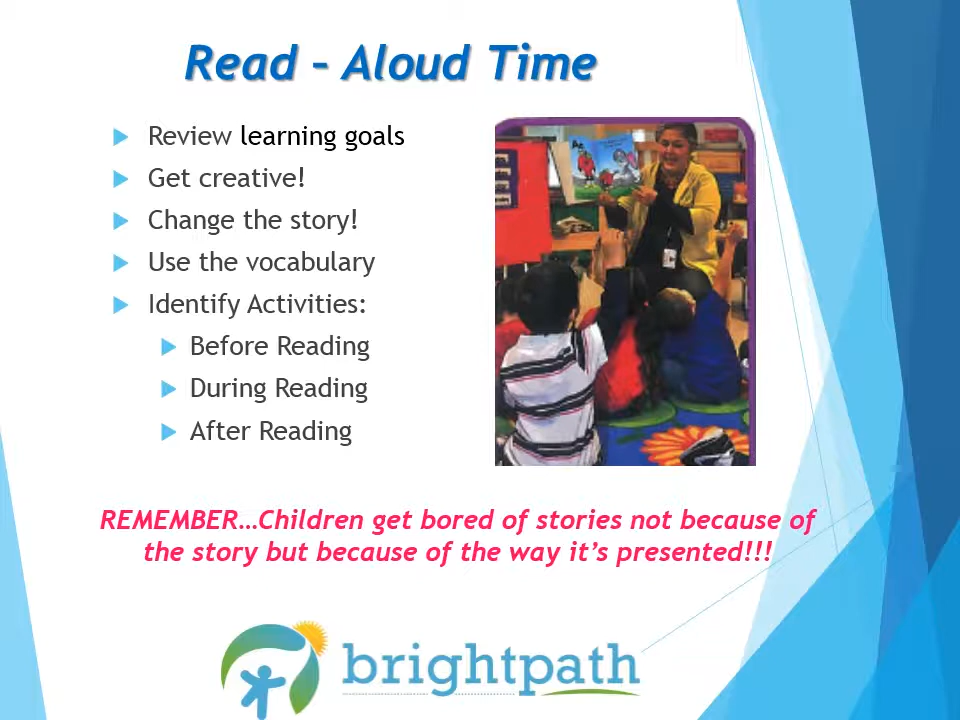 Read – Aloud Time
Review learning goals
Get creative!
Change the story!
Use the vocabulary
Identify Activities:
Before Reading
During Reading
After Reading
REMEMBER…Children get bored of stories not because of
the story but because of the way it's presented!!!
brightpath